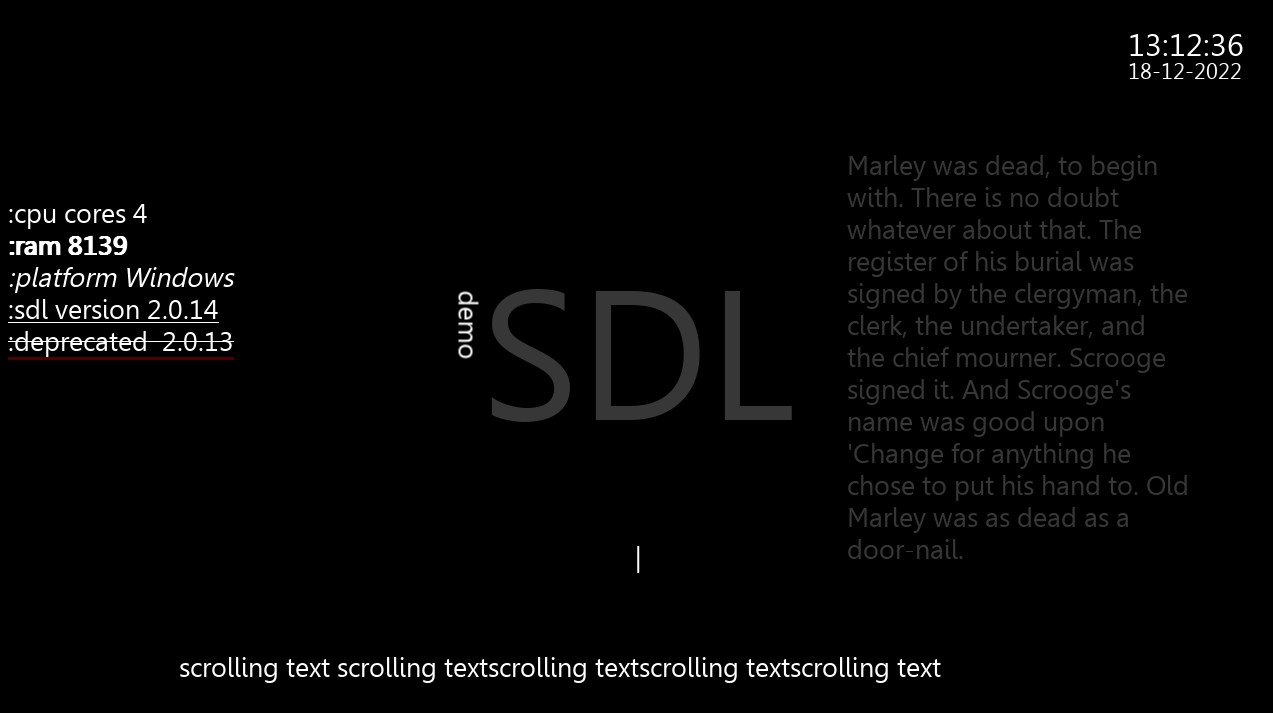 13:12:36
18-12-2022
:cpu cores 4
:ram 8139
:platform Windows
:sdl version 2.0.14
:deprecated 2.0.13
demo
SDL
Marley was dead, to begin
with. There is no doubt
whatever about that. The
register of his burial was
signed by the clergyman, the
clerk, the undertaker, and
the chief mourner. Scrooge
signed it. And Scrooge's
name was good upon
'Change for anything he
chose to put his hand to. Old
Marley was as dead as a
door-nail.
|
scrolling text scrolling textscrolling textscrolling textscrolling text